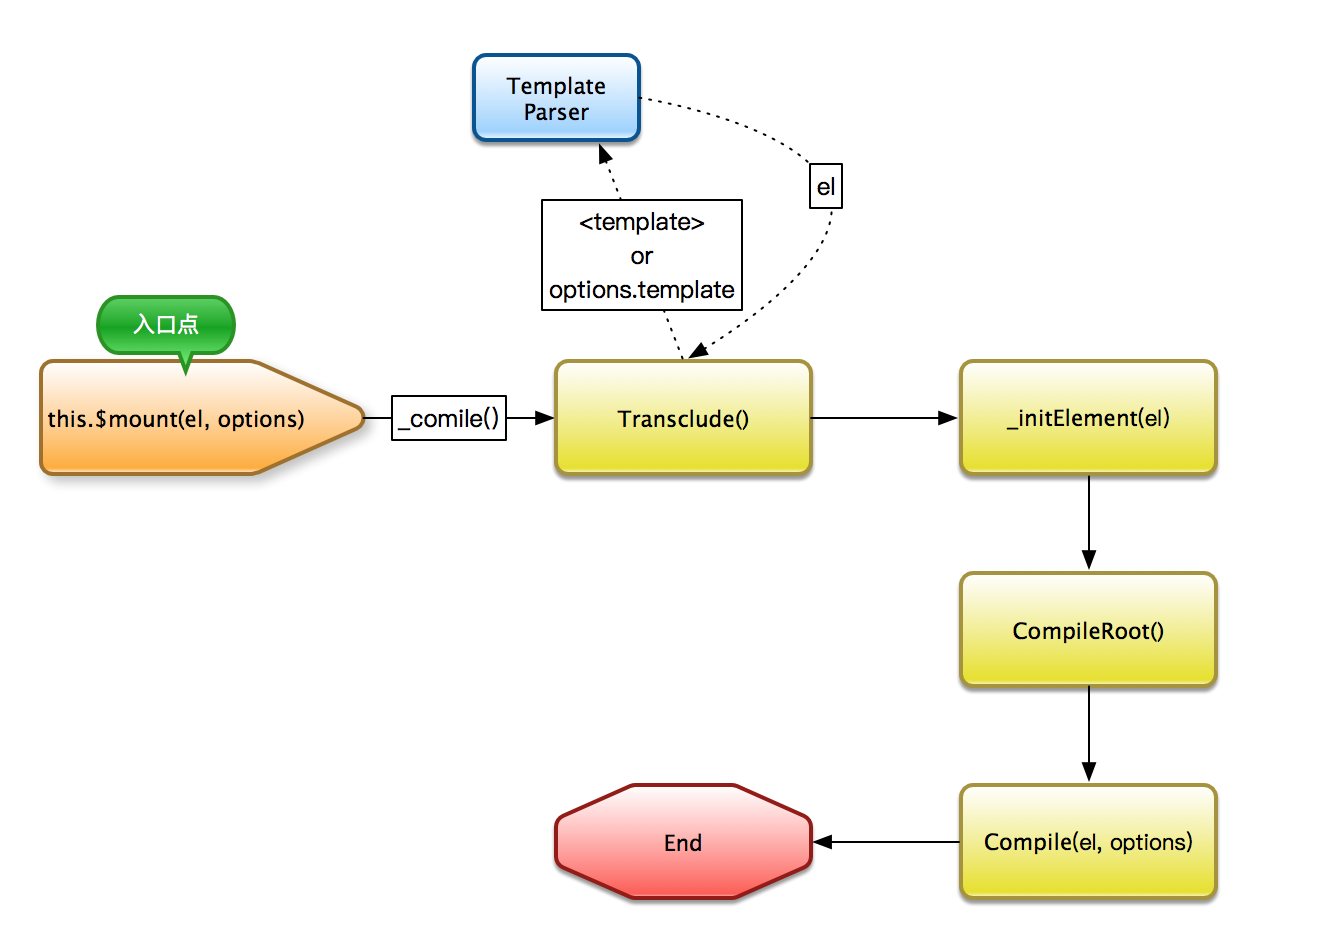 Template
Parser
el
<template>
or
options.template
入口点
this.$mount(el, options)
_comile()
Transclude()
_initElement(el)
CompileRoot()
End
Compile(el, options)